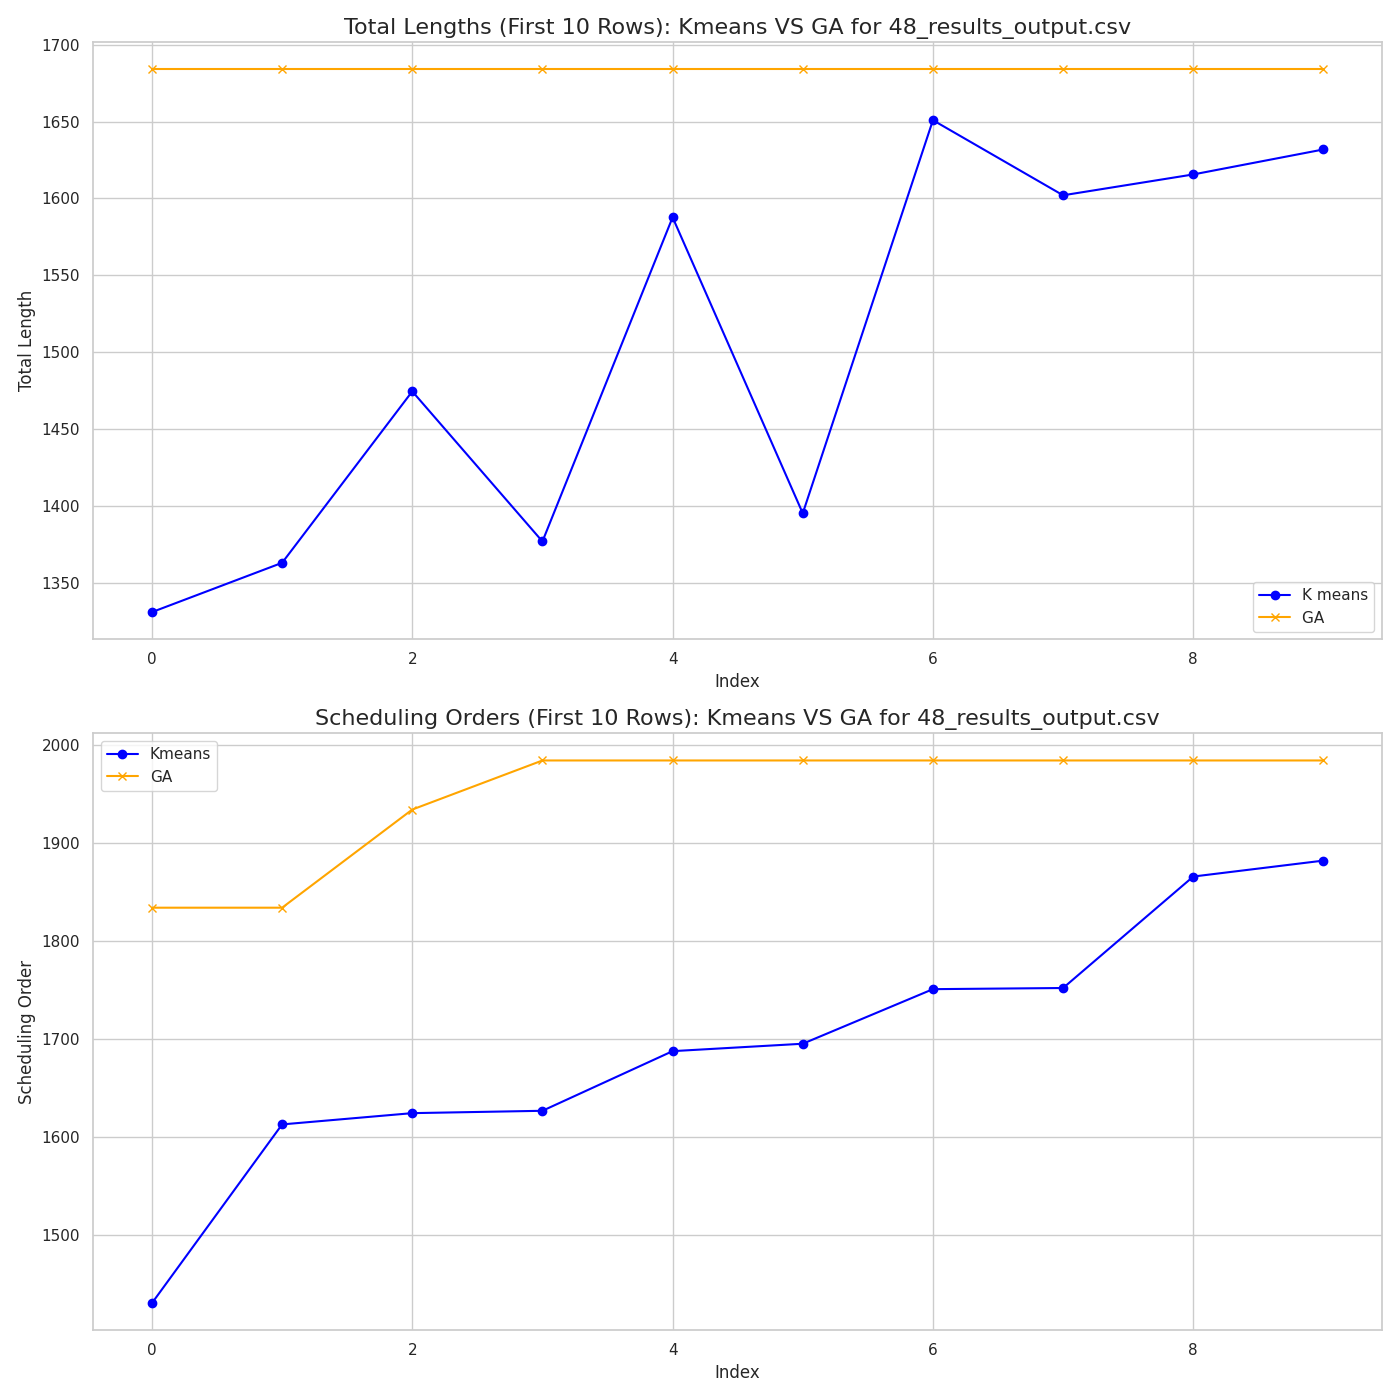 Total Lengths (First 10 Rows): Kmeans VS GA for 48_results_output.csv
1700
1650
1600
1550
1500
1450
1400
1350
Total Length
K means
GA
0 2 4 6 8
Index
Scheduling Orders (First 10 Rows): Kmeans VS GA for 48_results_output.csv
Kmeans
GA
2000
1900
1800
1700
1600
1500
Scheduling Order
0 2 4 6 8
Index